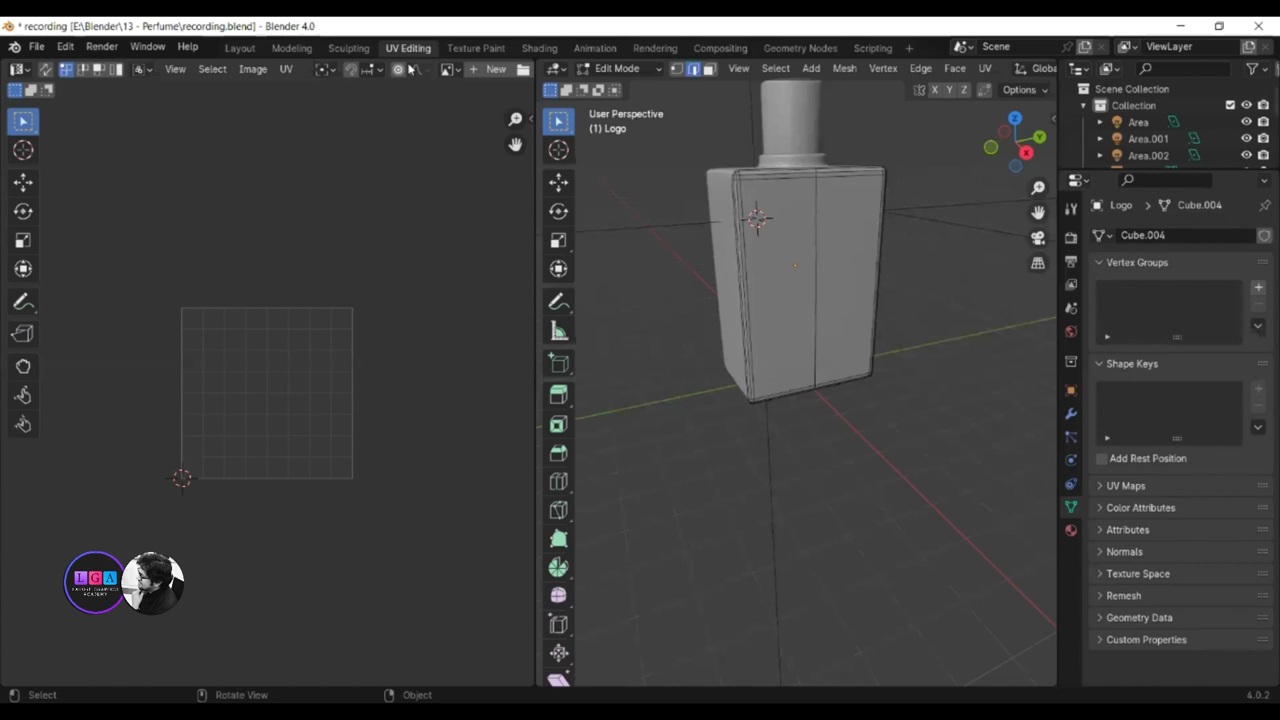 * recording [E:\Blender\13 - Perfume\recording.blend] - Blender 4.0
File Edit Render Window Help
Layout Modeling Sculpting UV Editing Texture Paint Shading Animation Rendering Compositing Geometry Nodes Scripting +
Scene
ViewLayer
View Select Image UV
New
Edit Mode
View Select Add Mesh Vertex Edge Face UV
Globa
X Y Z
Options
User Perspective
(1) Logo
Z
Y
X
Scene Collection
Collection
Area
Area.001
Area.002
Logo
Cube.004
Cube.004
Vertex Groups
Shape Keys
Add Rest Position
UV Maps
Color Attributes
Attributes
Normals
Texture Space
Remesh
Geometry Data
Custom Properties
LGA
Select
Rotate View
Object
4.0.2